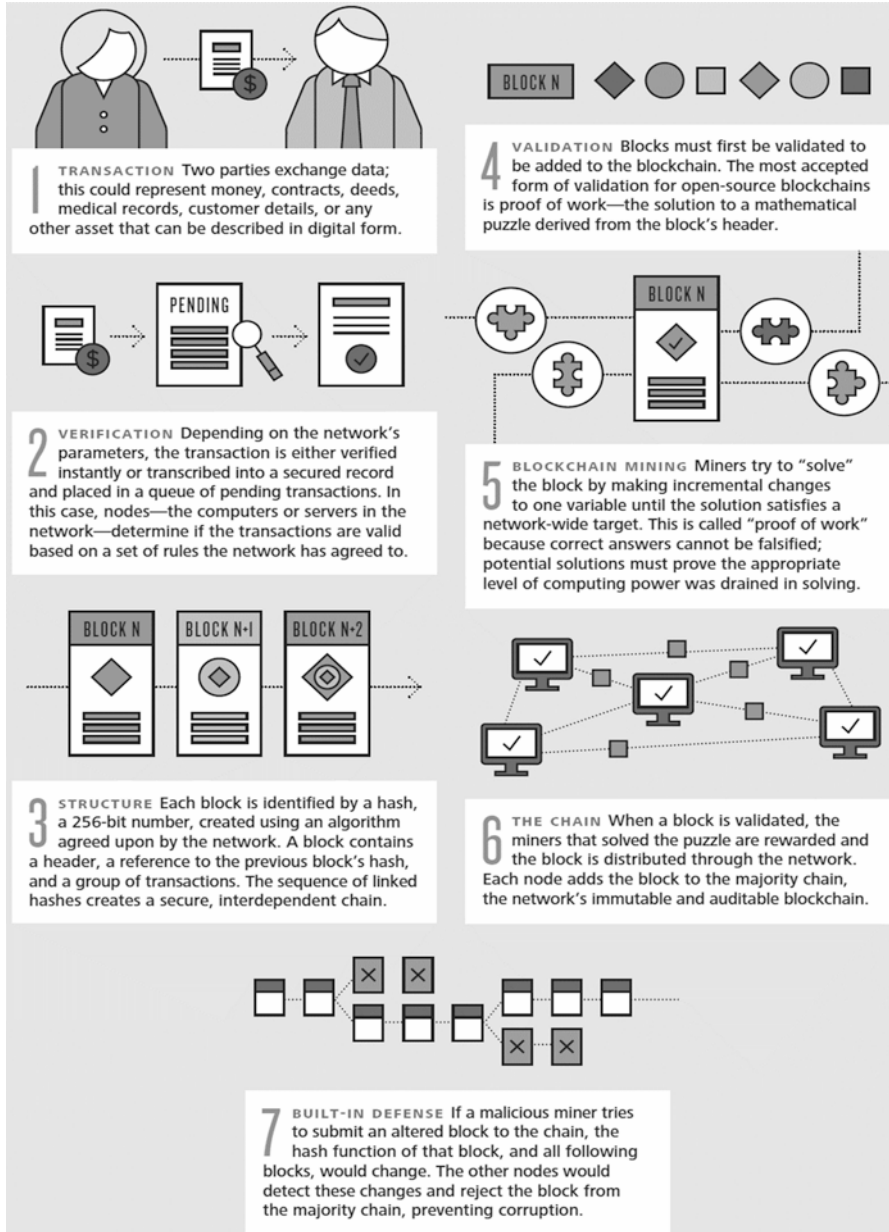 1 TRANSACTION Two parties exchange data;
this could represent money, contracts, deeds,
medical records, customer details, or any
other asset that can be described in digital form.
$
PENDING
$
2 VERIFICATION Depending on the network's
parameters, the transaction is either verified
instantly or transcribed into a secured record
and placed in a queue of pending transactions. In
this case, nodes—the computers or servers in the
network—determine if the transactions are valid
based on a set of rules the network has agreed to.
BLOCK N
BLOCK N+1
BLOCK N+2
3 STRUCTURE Each block is identified by a hash,
a 256-bit number, created using an algorithm
agreed upon by the network. A block contains
a header, a reference to the previous block's hash,
and a group of transactions. The sequence of linked
hashes creates a secure, interdependent chain.
BLOCK N
4 VALIDATION Blocks must first be validated to
be added to the blockchain. The most accepted
form of validation for open-source blockchains
is proof of work—the solution to a mathematical
puzzle derived from the block's header.
BLOCK N
5 BLOCKCHAIN MINING Miners try to “solve”
the block by making incremental changes
to one variable until the solution satisfies a
network-wide target. This is called “proof of work”
because correct answers cannot be falsified;
potential solutions must prove the appropriate
level of computing power was drained in solving.
6 THE CHAIN When a block is validated, the
miners that solved the puzzle are rewarded and
the block is distributed through the network.
Each node adds the block to the majority chain,
the network's immutable and auditable blockchain.
7 BUILT-IN DEFENSE If a malicious miner tries
to submit an altered block to the chain, the
hash function of that block, and all following
blocks, would change. The other nodes would
detect these changes and reject the block from
the majority chain, preventing corruption.